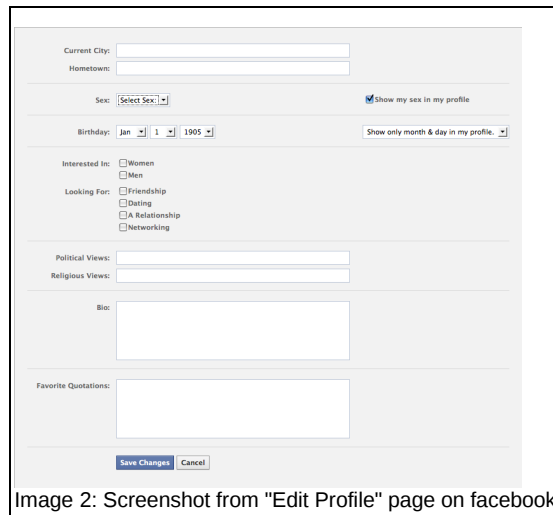 Current City:
Hometown:
Sex: Select Sex: Show my sex in my profile
Birthday: Jan 1 1905 Show only month & day in my profile.
Interested In: Women
Men
Looking For: Friendship
Dating
A Relationship
Networking
Political Views:
Religious Views:
Bio:
Favorite Quotations:
Save Changes Cancel
Image 2: Screenshot from "Edit Profile" page on facebook